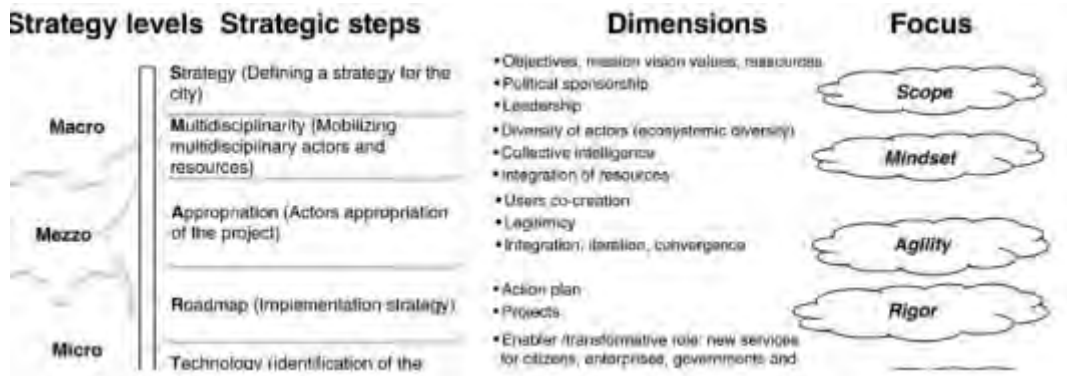 Strategy levels Strategic steps Dimensions Focus
Macro
Mezzo
Micro
Strategy (Defining a strategy for the
city)
Multidisciplinarity (Mobilizing
multidisciplinary actors and
resources)
Appropriation (Actors appropriation
of the project)
Roadmap (Implementation strategy)
Technology (identification of the
• Objectives, mission vision values, ressources
• Political sponsorship
• Leadership
• Diversity of actors (ecosystemic diversity)
• Collective intelligence
• Integration of resources
• Users co-creation
• Legitimicy
• Integration, iteration, convergence
• Action plan
• Projects
• Enabler /transformative role: new services
for citizens, enterprises, governments and
Scope
Mindset
Agility
Rigor